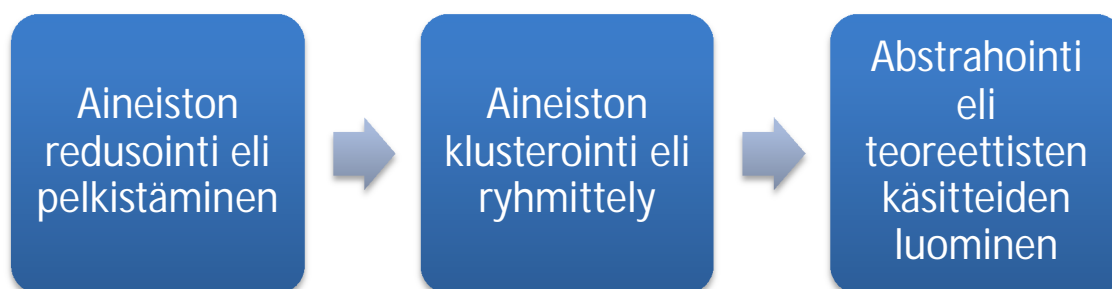 Aineiston
redusointi eli
pelkistäminen
Aineiston
klusterointi eli
ryhmittely
Abstrahointi
eli
teoreettisten
käsitteiden
luominen